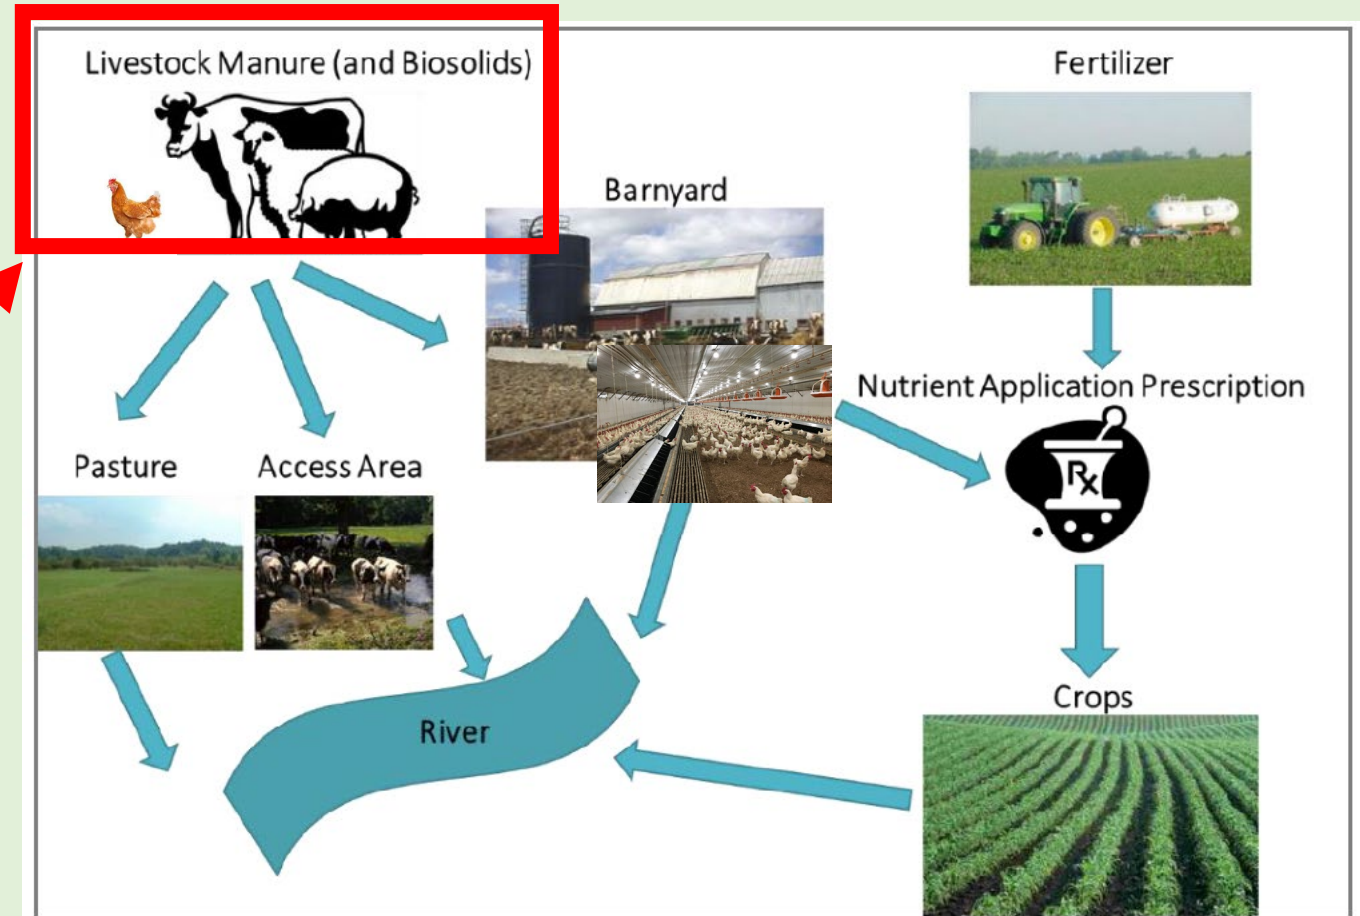 Livestock Manure (and Biosolids)
Fertilizer
Barnyard
Nutrient Application Prescription
Pasture
Access Area
Rx
Crops
River